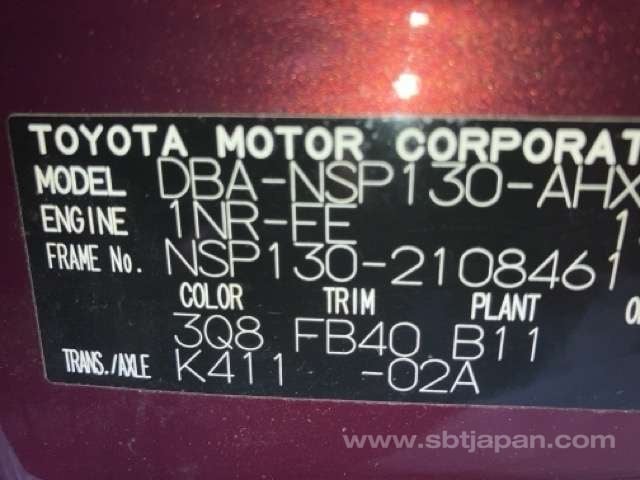 TOYOTA MOTOR CORPORAT
MODEL DBA-NSP130-AHX
ENGINE 1NR-FE 1
FRAME No. NSP130-2108461
COLOR TRIM PLANT
3Q8 FB40 B11
TRANS./AXLE K411 -02A
www.sbtjapan.com